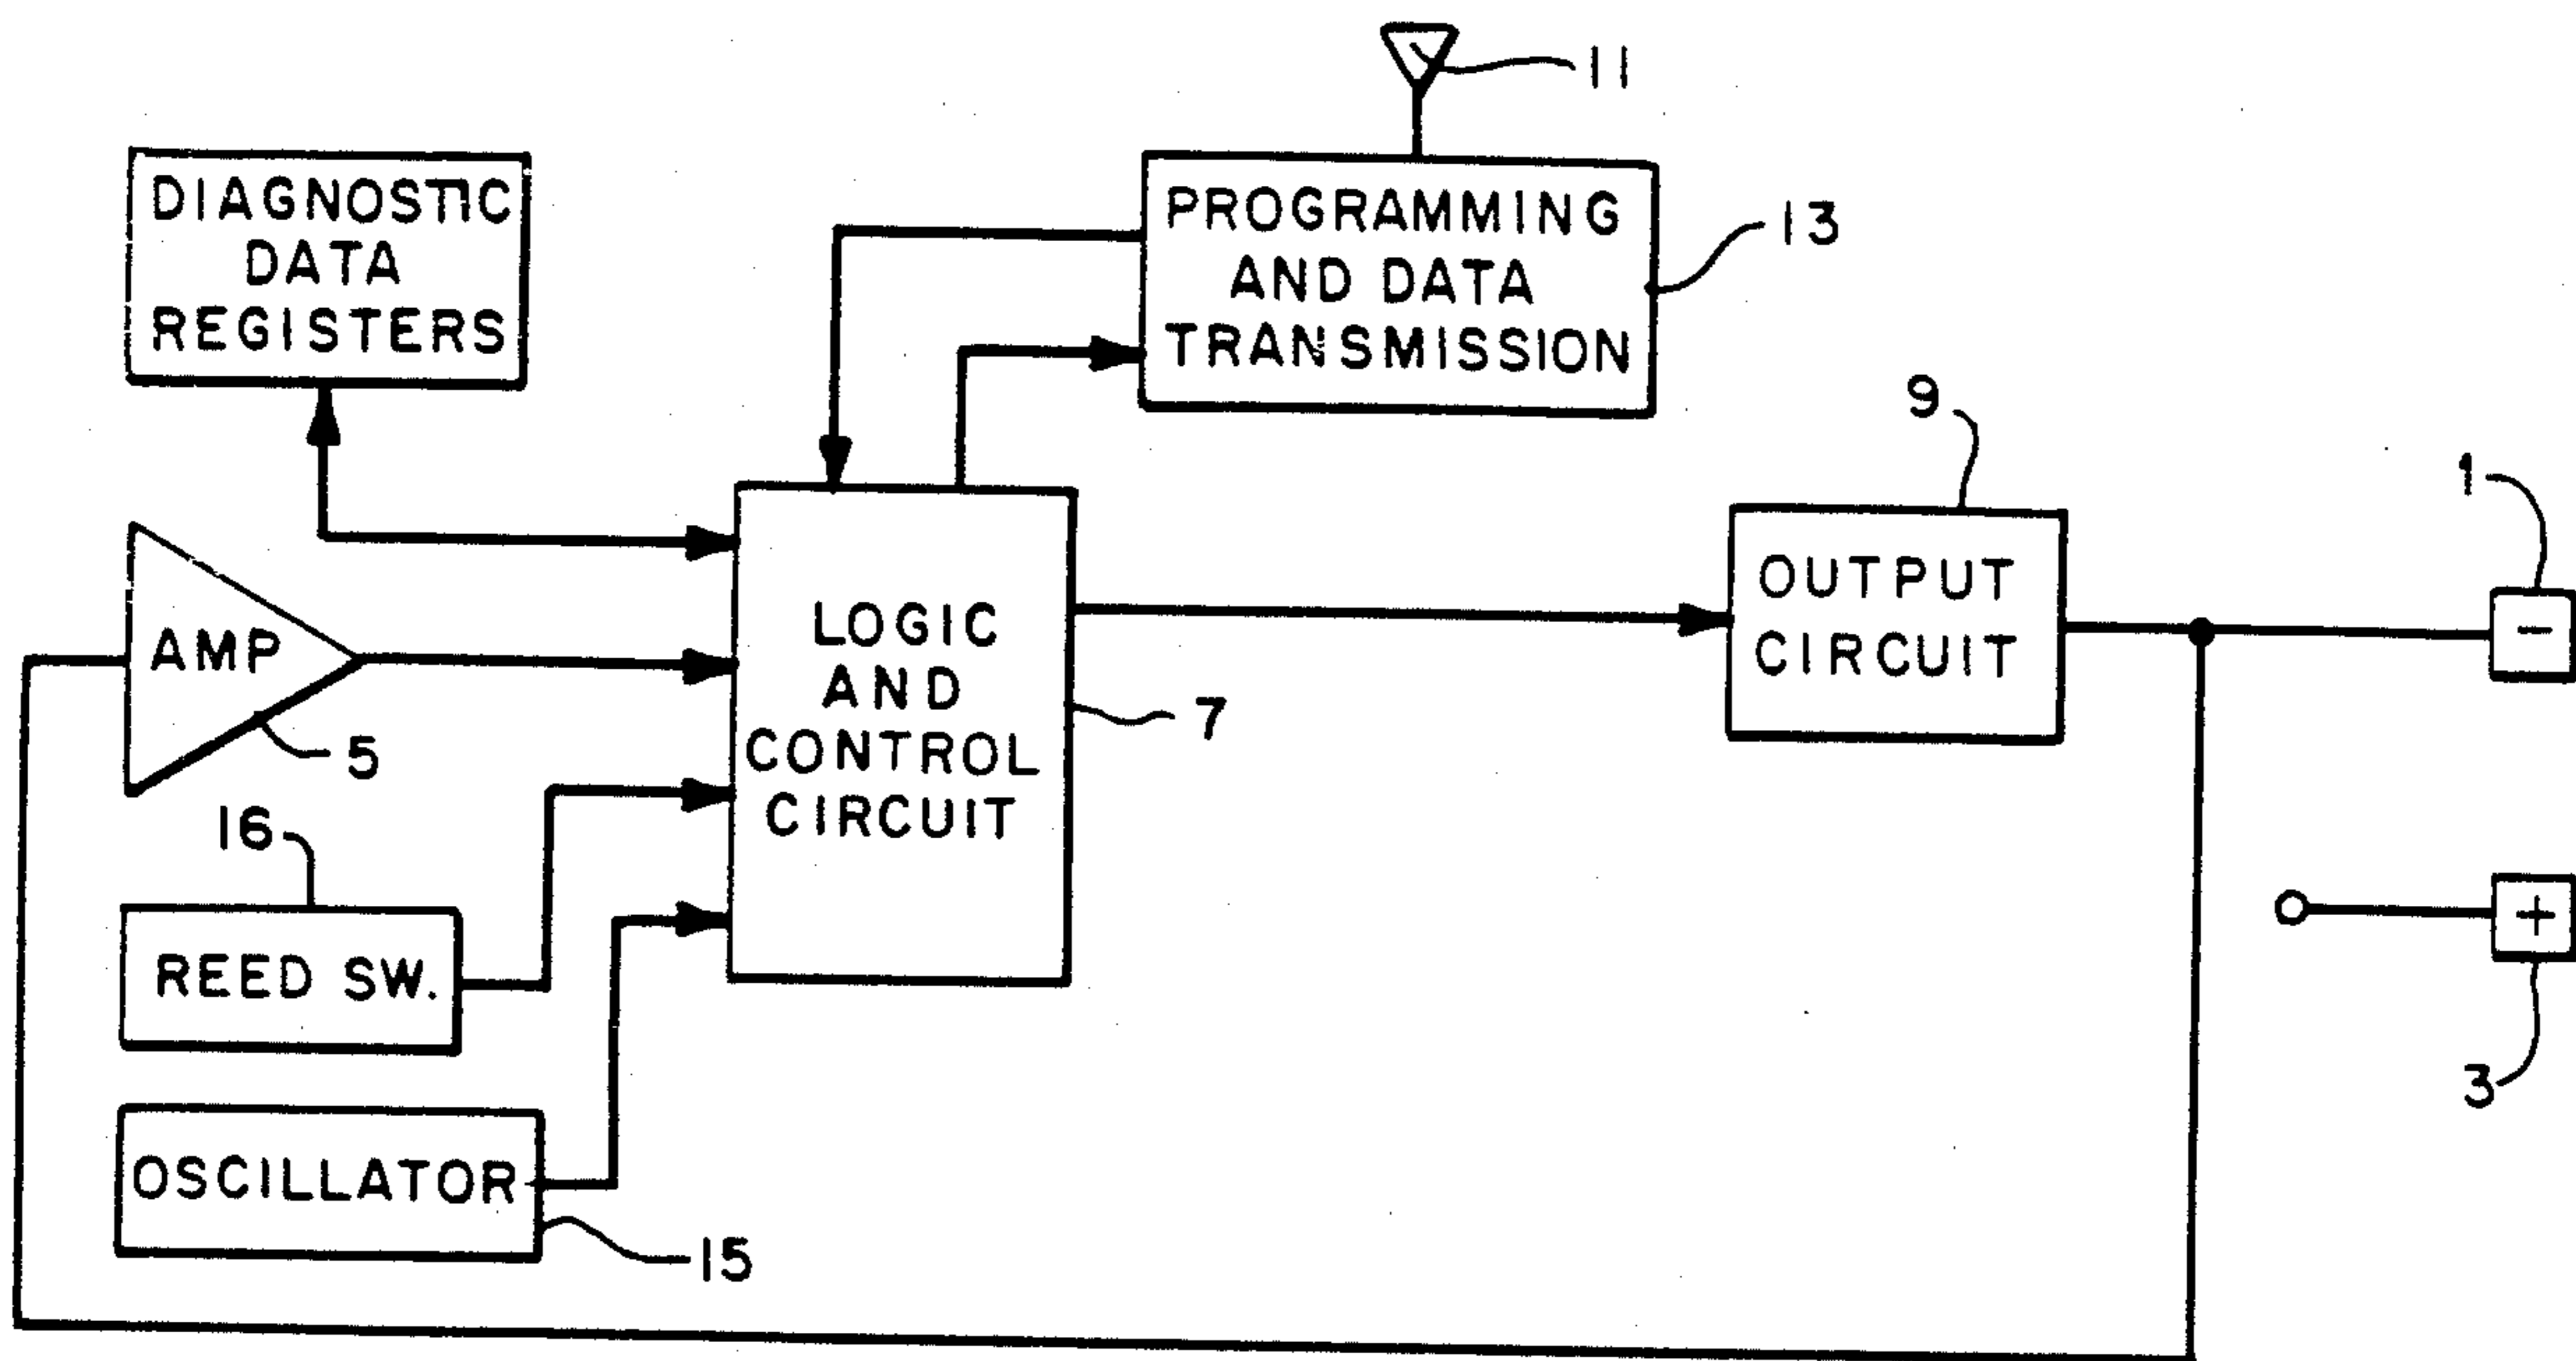 11
DIAGNOSTIC
DATA
REGISTERS
PROGRAMMING
AND DATA
TRANSMISSION
13
9
1
OUTPUT
CIRCUIT
-
AMP
5
LOGIC
AND
CONTROL
CIRCUIT
7
16
REED SW.
+
3
OSCILLATOR
15